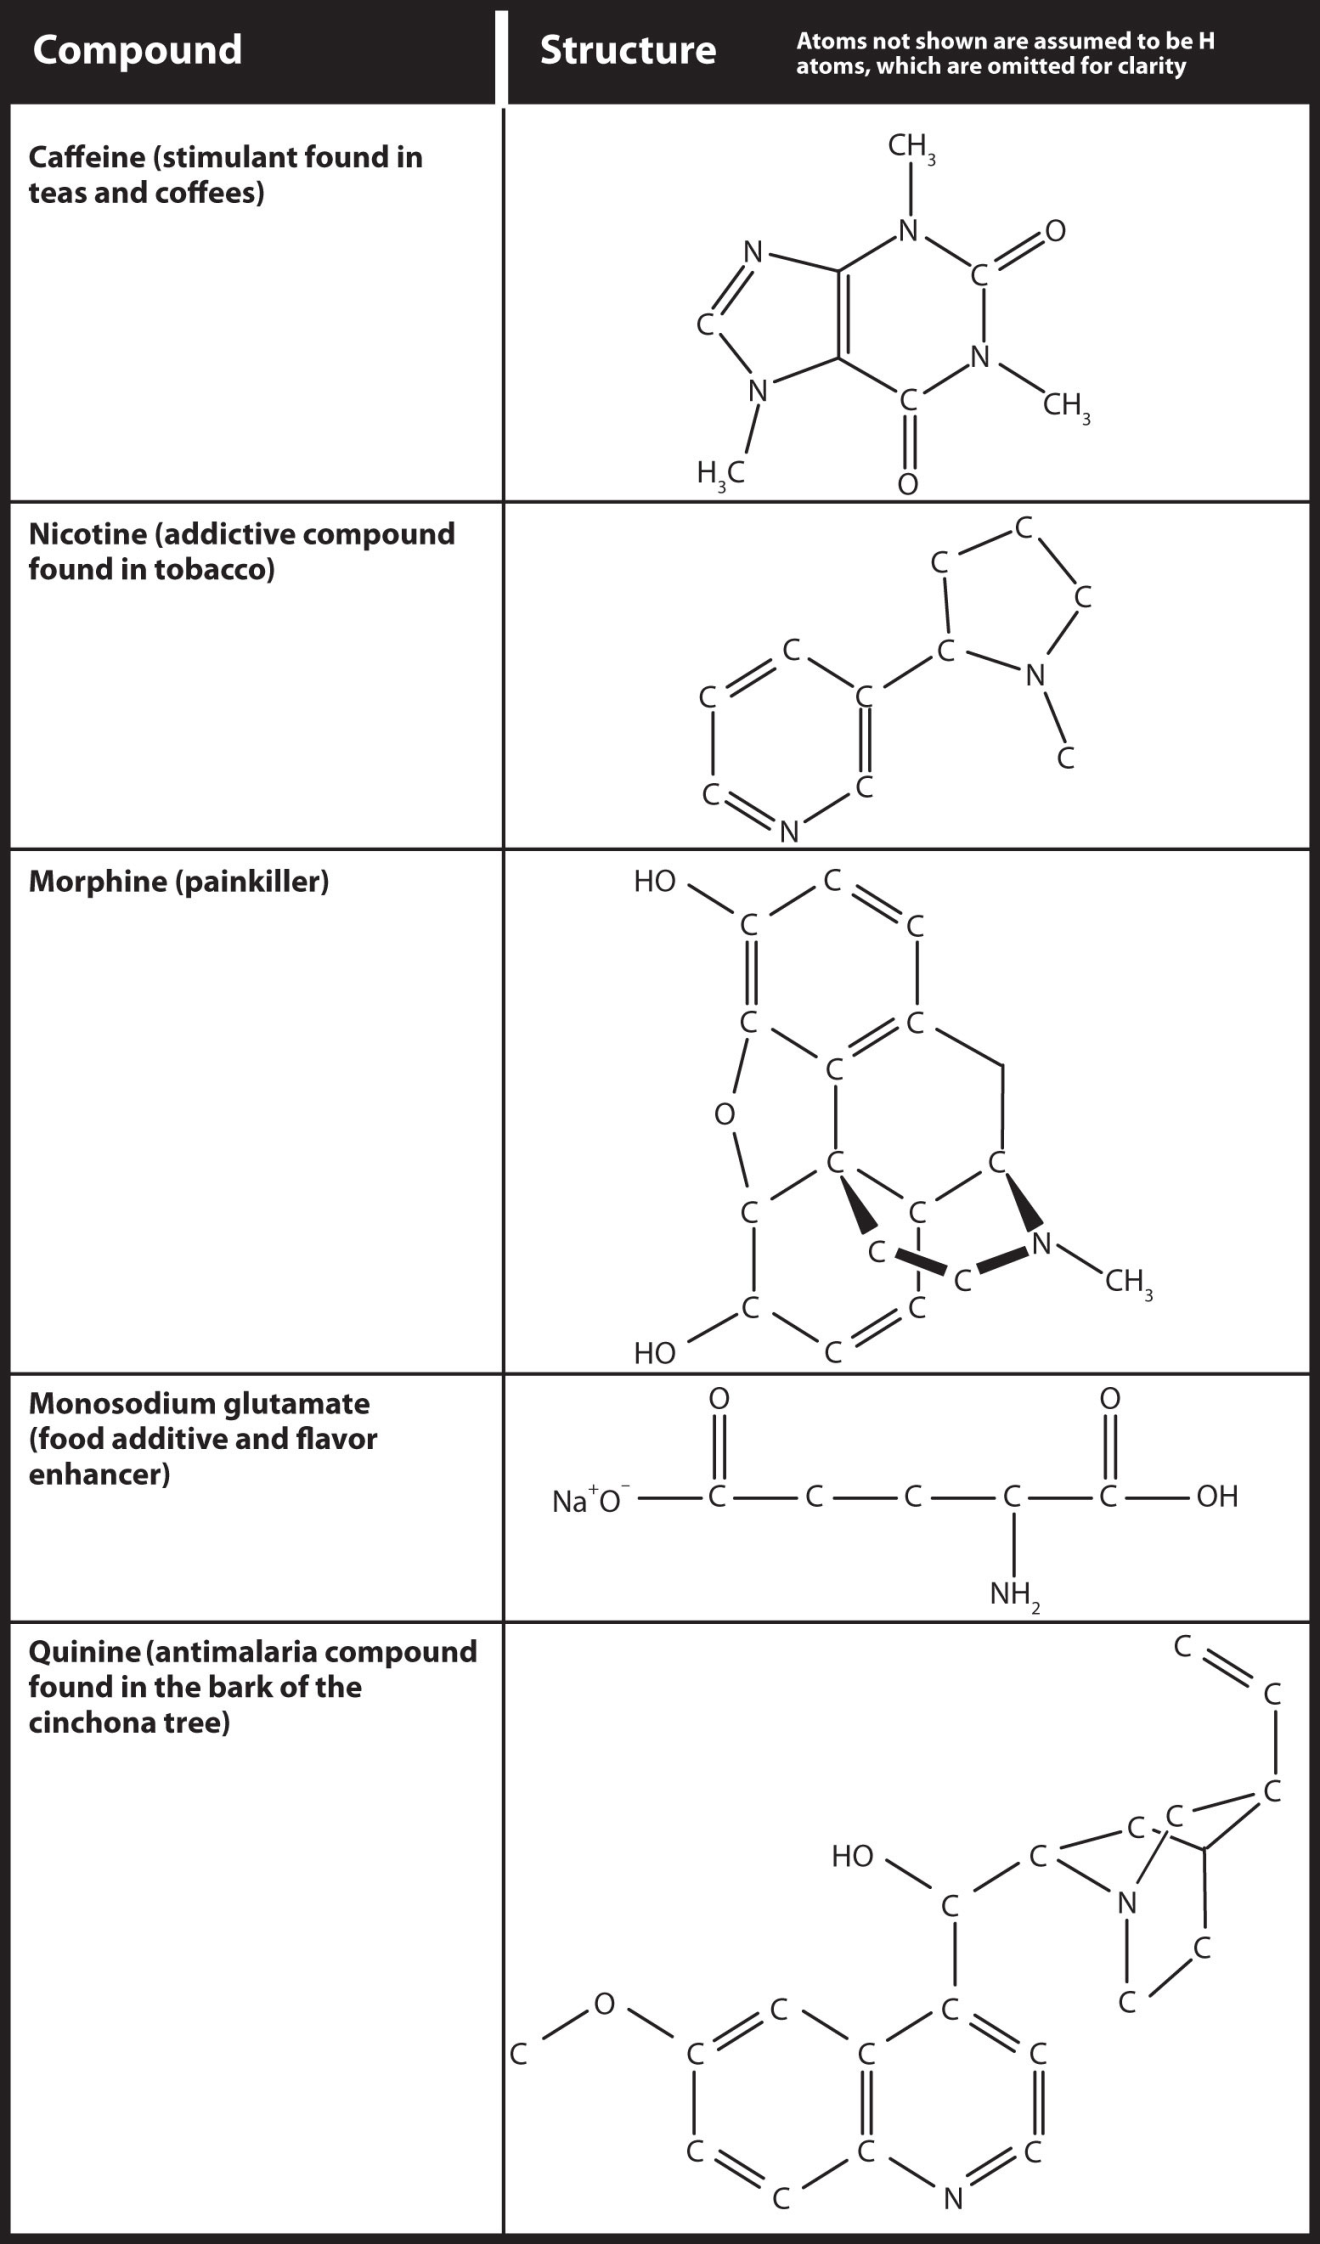 Compound
Structure
Atoms not shown are assumed to be H
atoms, which are omitted for clarity
Caffeine (stimulant found in
teas and coffees)
CH3
N
O
N
C
C
N
N
C
CH3
H3C
O
Nicotine (addictive compound
found in tobacco)
C
C
C
C
C
N
C
C
C
C
C
N
Morphine (painkiller)
HO
C
C
C
C
C
C
O
C
C
C
C
N
C
C
CH3
C
C
HO
C
Monosodium glutamate
(food additive and flavor
enhancer)
O
O
Na+O-
C
C
C
C
C
OH
NH2
Quinine (antimalaria compound
found in the bark of the
cinchona tree)
C
C
C
C
C
HO
C
C
N
C
O
C
C
C
C
C
C
C
C
C
C
C
C
N